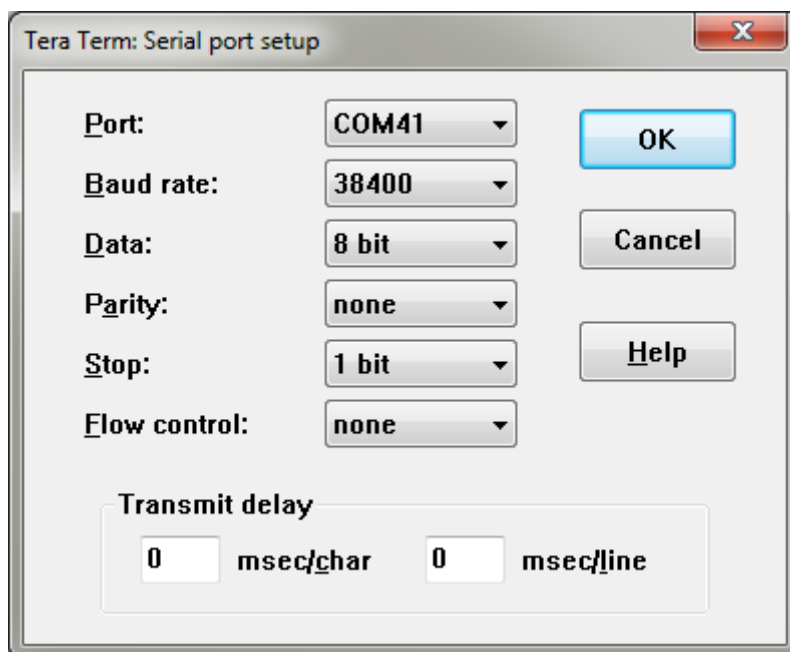 Tera Term: Serial port setup
Port: COM41
OK
Baud rate: 38400
Data: 8 bit
Cancel
Parity: none
Stop: 1 bit
Help
Flow control: none
Transmit delay
0 msec/char 0 msec/line